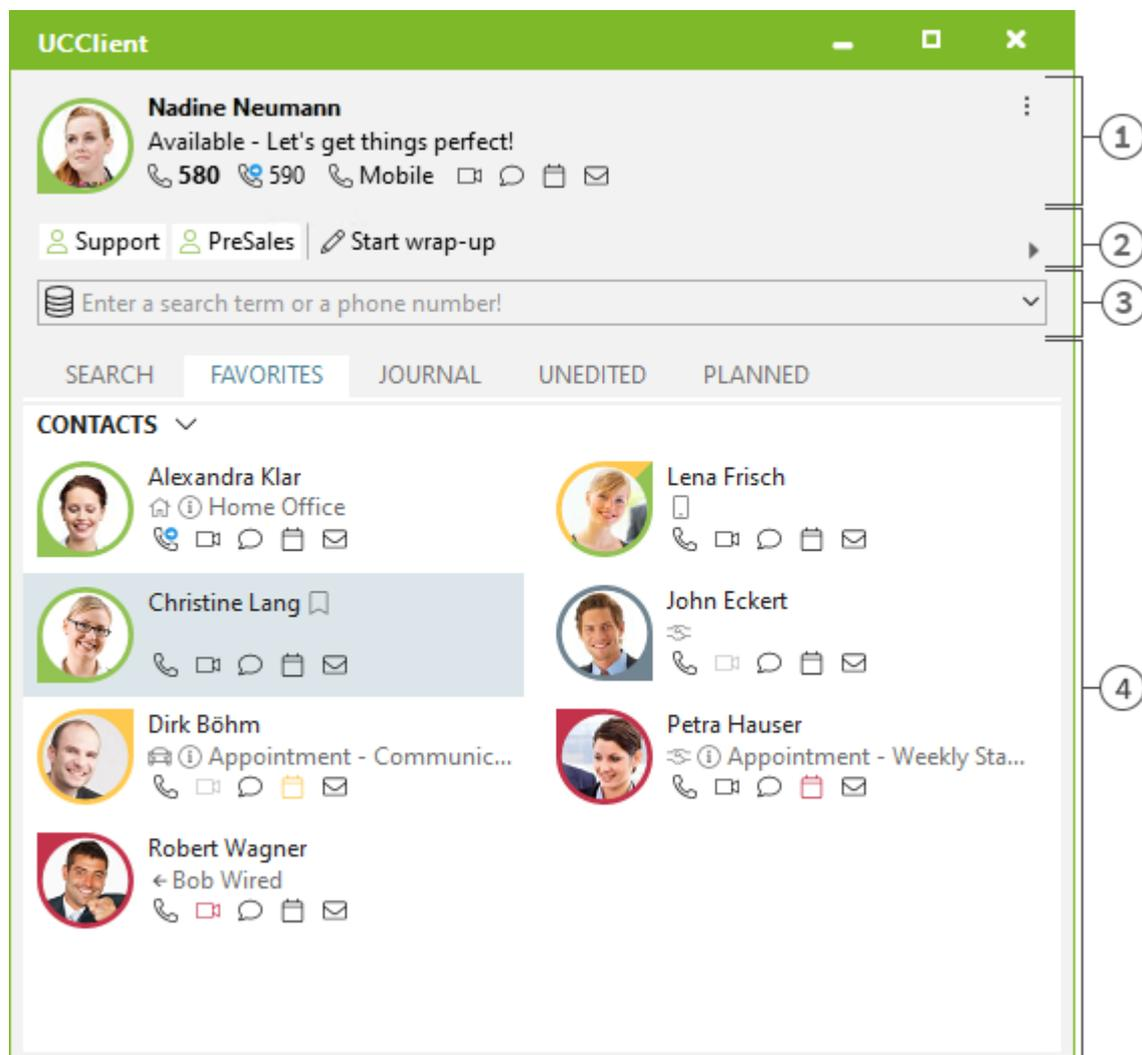 UCClient
Nadine Neumann
Available - Let's get things perfect!
580 590 Mobile
1
Support PreSales Start wrap-up
2
Enter a search term or a phone number!
3
SEARCH FAVORITES JOURNAL UNEDITED PLANNED
CONTACTS
Alexandra Klar
Home Office
Lena Frisch
Christine Lang
John Eckert
4
Dirk Böhm
Appointment - Communic...
Petra Hauser
Appointment - Weekly Sta...
Robert Wagner
Bob Wired